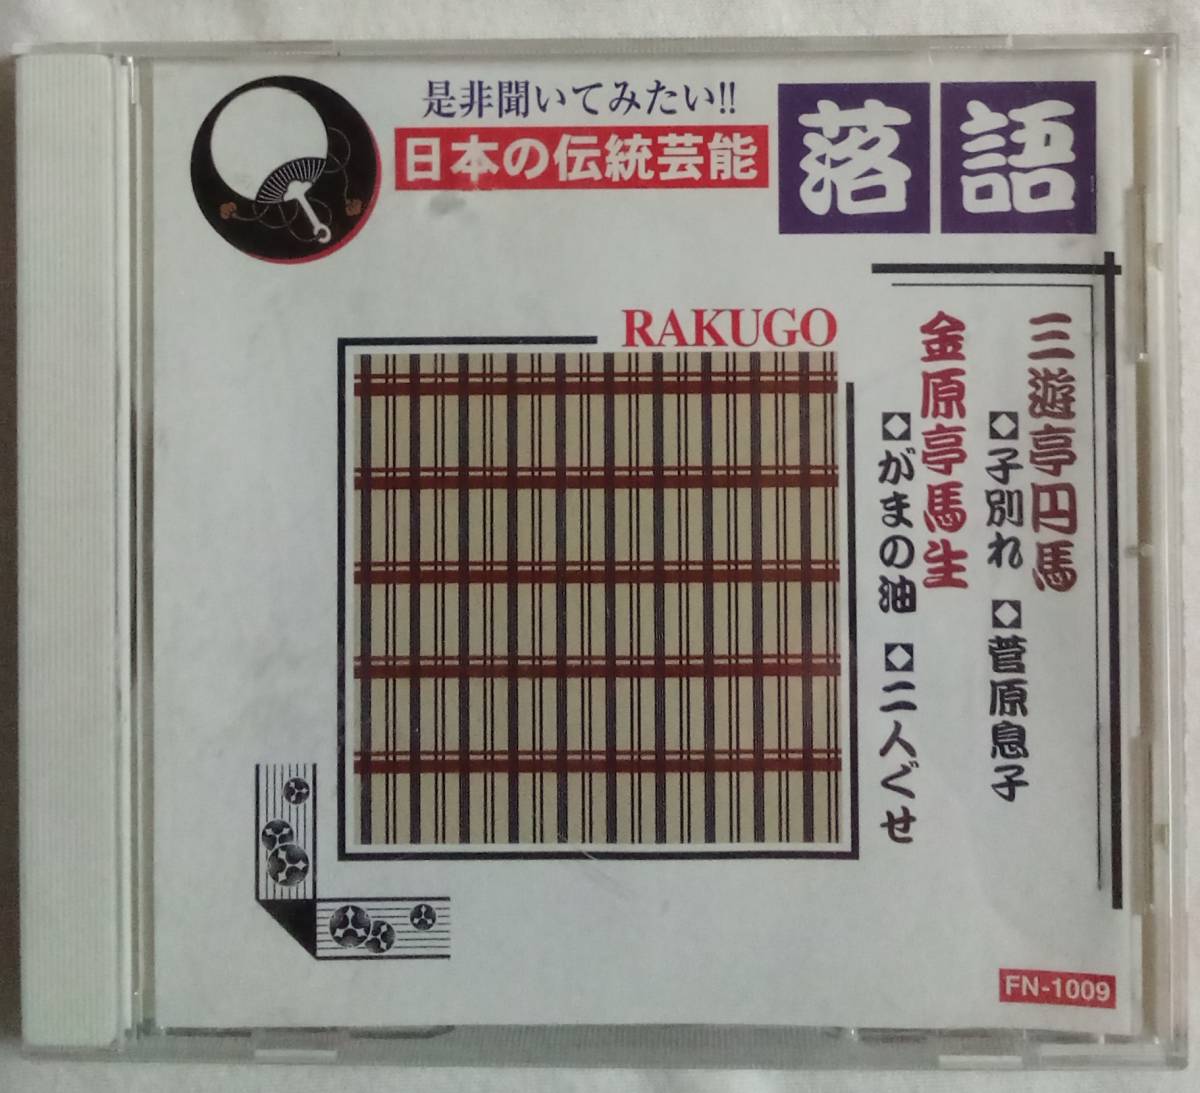 是非聞いてみたい!!
日本の伝統芸能
落語
RAKUGO
三遊亭円馬
◇子別れ ◇菅原息子
金原亭馬生
◇がまの油 ◇二人ぐせ
FN-1009